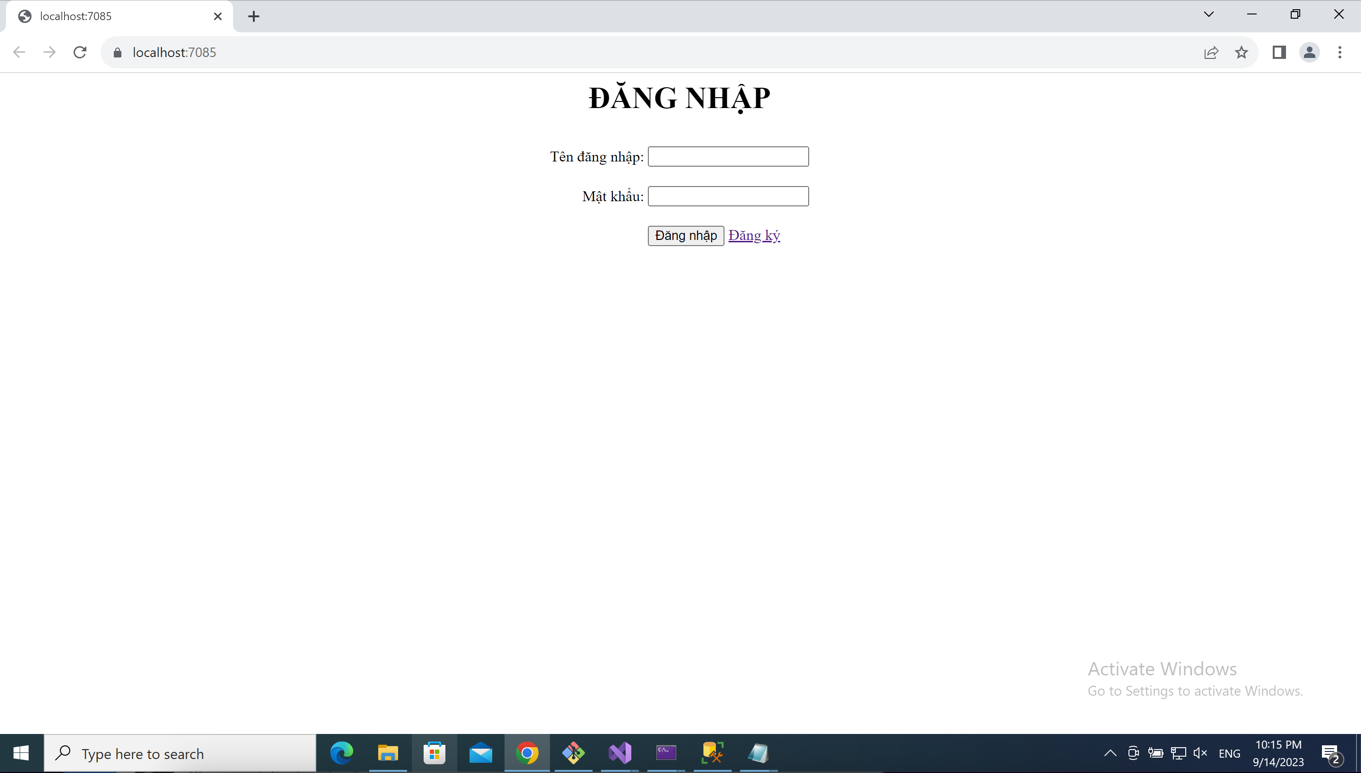 localhost:7085
localhost:7085
ĐĂNG NHẬP
Tên đăng nhập:
Mật khẩu:
Đăng nhập Đăng ký
Activate Windows
Go to Settings to activate Windows.
Type here to search
ENG
10:15 PM
9/14/2023
2